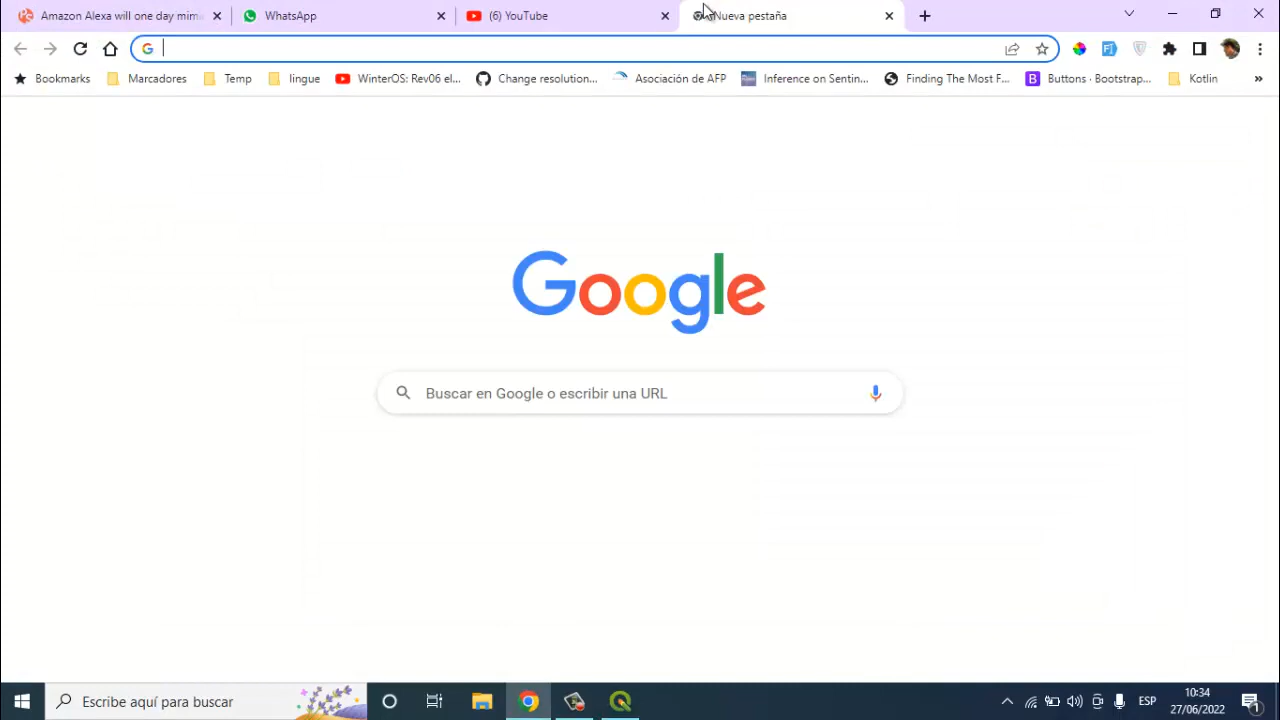 Amazon Alexa will one day mim
WhatsApp
(6) YouTube
Nueva pestaña
Bookmarks
Marcadores
Temp
lingue
WinterOS: Rev06 el...
Change resolution...
Asociación de AFP
Inference on Sentin...
Finding The Most F...
Buttons · Bootstrap...
Kotlin
»
Google
Buscar en Google o escribir una URL
Escribe aquí para buscar
ESP
10:34
27/06/2022
1